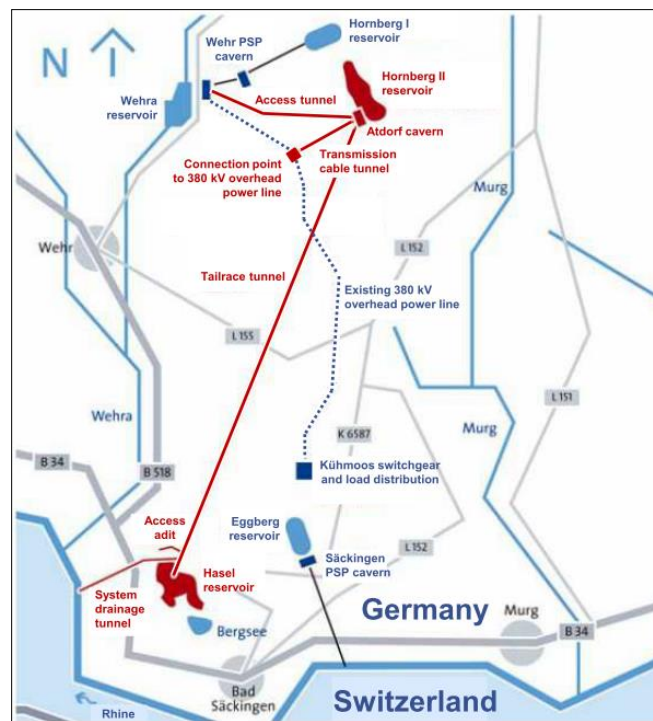 Hornberg I
reservoir
Wehr PSP
cavern
N
Hornberg II
reservoir
Wehra
reservoir
Access tunnel
Atdorf cavern
Connection point
to 380 kV overhead
power line
Transmission
cable tunnel
Murg
Wehr
L 152
Tailrace tunnel
Existing 380 kV
overhead power line
L 155
L 151
Wehra
Murg
K 6587
B 34
B 518
Kühmoos switchgear
and load distribution
Access
adit
Eggberg
reservoir
L 152
Säckingen
PSP cavern
Hasel
reservoir
System
drainage
tunnel
Germany
Murg
B 34
Bergsee
Bad
Säckingen
Switzerland
Rhine